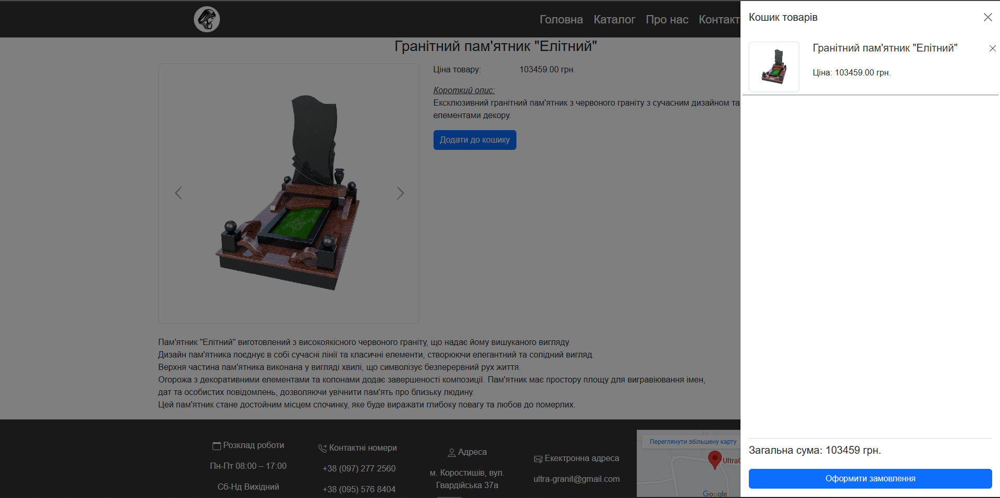 Головна Каталог Про нас Контакт
Гранітний пам'ятник "Елітний"
Ціна товару: 103459.00 грн.
Короткий опис:
Ексклюзивний гранітний пам'ятник з червоного граніту з сучасним дизайном та
елементами декору.
Додати до кошику
Пам'ятник "Елітний" виготовлений з високоякісного червоного граніту, що надає йому вишуканого вигляду.
Дизайн пам'ятника поєднує в собі сучасні лінії та класичні елементи, створюючи елегантний та солідний вигляд.
Верхня частина пам'ятника виконана у вигляді хвилі, що символізує безперервний рух життя.
Огорожа з декоративними елементами та колонами додає завершеності композиції. Пам'ятник має простору площу для вигравіювання імен,
дат та особистих повідомлень, дозволяючи увічнити пам'ять про близьку людину.
Цей пам'ятник стане достойним місцем спочинку, яке буде виражати глибоку повагу та любов до померлих.
Розклад роботи
Пн-Пт 08:00 – 17:00
Сб-Нд Вихідний
Контактні номери
+38 (097) 277 2560
+38 (095) 576 8404
Адреса
м. Коростишів, вул.
Гвардійська 37а
Екектронна адреса
ultra-granit@gmail.com
Переглянути збільшену карту
Google
Кошик товарів
Гранітний пам'ятник "Елітний"
Ціна: 103459.00 грн.
Загальна сума: 103459 грн.
Оформити замовлення